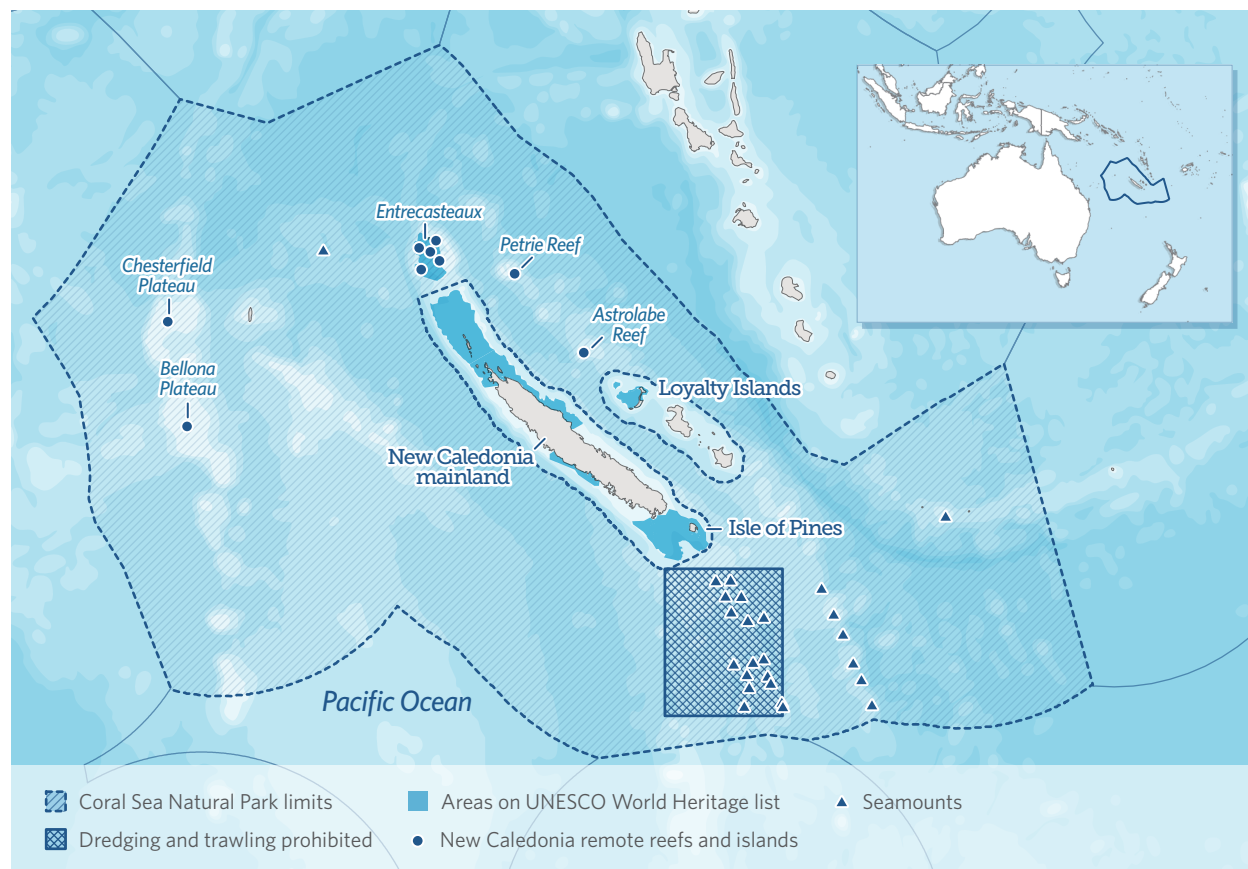 Entrecasteaux
Petrie Reef
Chesterfield
Plateau
Astrolabe
Reef
Bellona
Plateau
Loyalty Islands
New Caledonia
mainland
Isle of Pines
Pacific Ocean
Coral Sea Natural Park limits
Areas on UNESCO World Heritage list
Seamounts
Dredging and trawling prohibited
New Caledonia remote reefs and islands